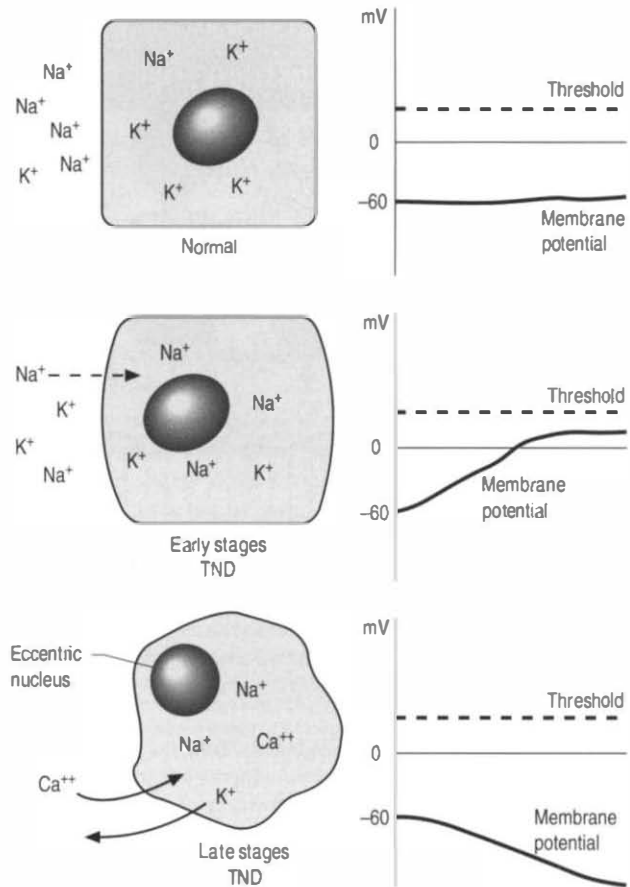 Na⁺
K⁺
Na⁺
Na⁺
Na⁺
K⁺
Na⁺
K⁺
K⁺
K⁺
Normal
mV
Threshold
0
–60
Membrane
potential
Na⁺
Na⁺
K⁺
Na⁺
K⁺
K⁺
Na⁺
K⁺
Na⁺
Early stages
TND
mV
Threshold
0
–60
Membrane
potential
Eccentric
nucleus
Na⁺
Na⁺
Ca⁺⁺
Ca⁺⁺
K⁺
Late stages
TND
mV
Threshold
0
–60
Membrane
potential